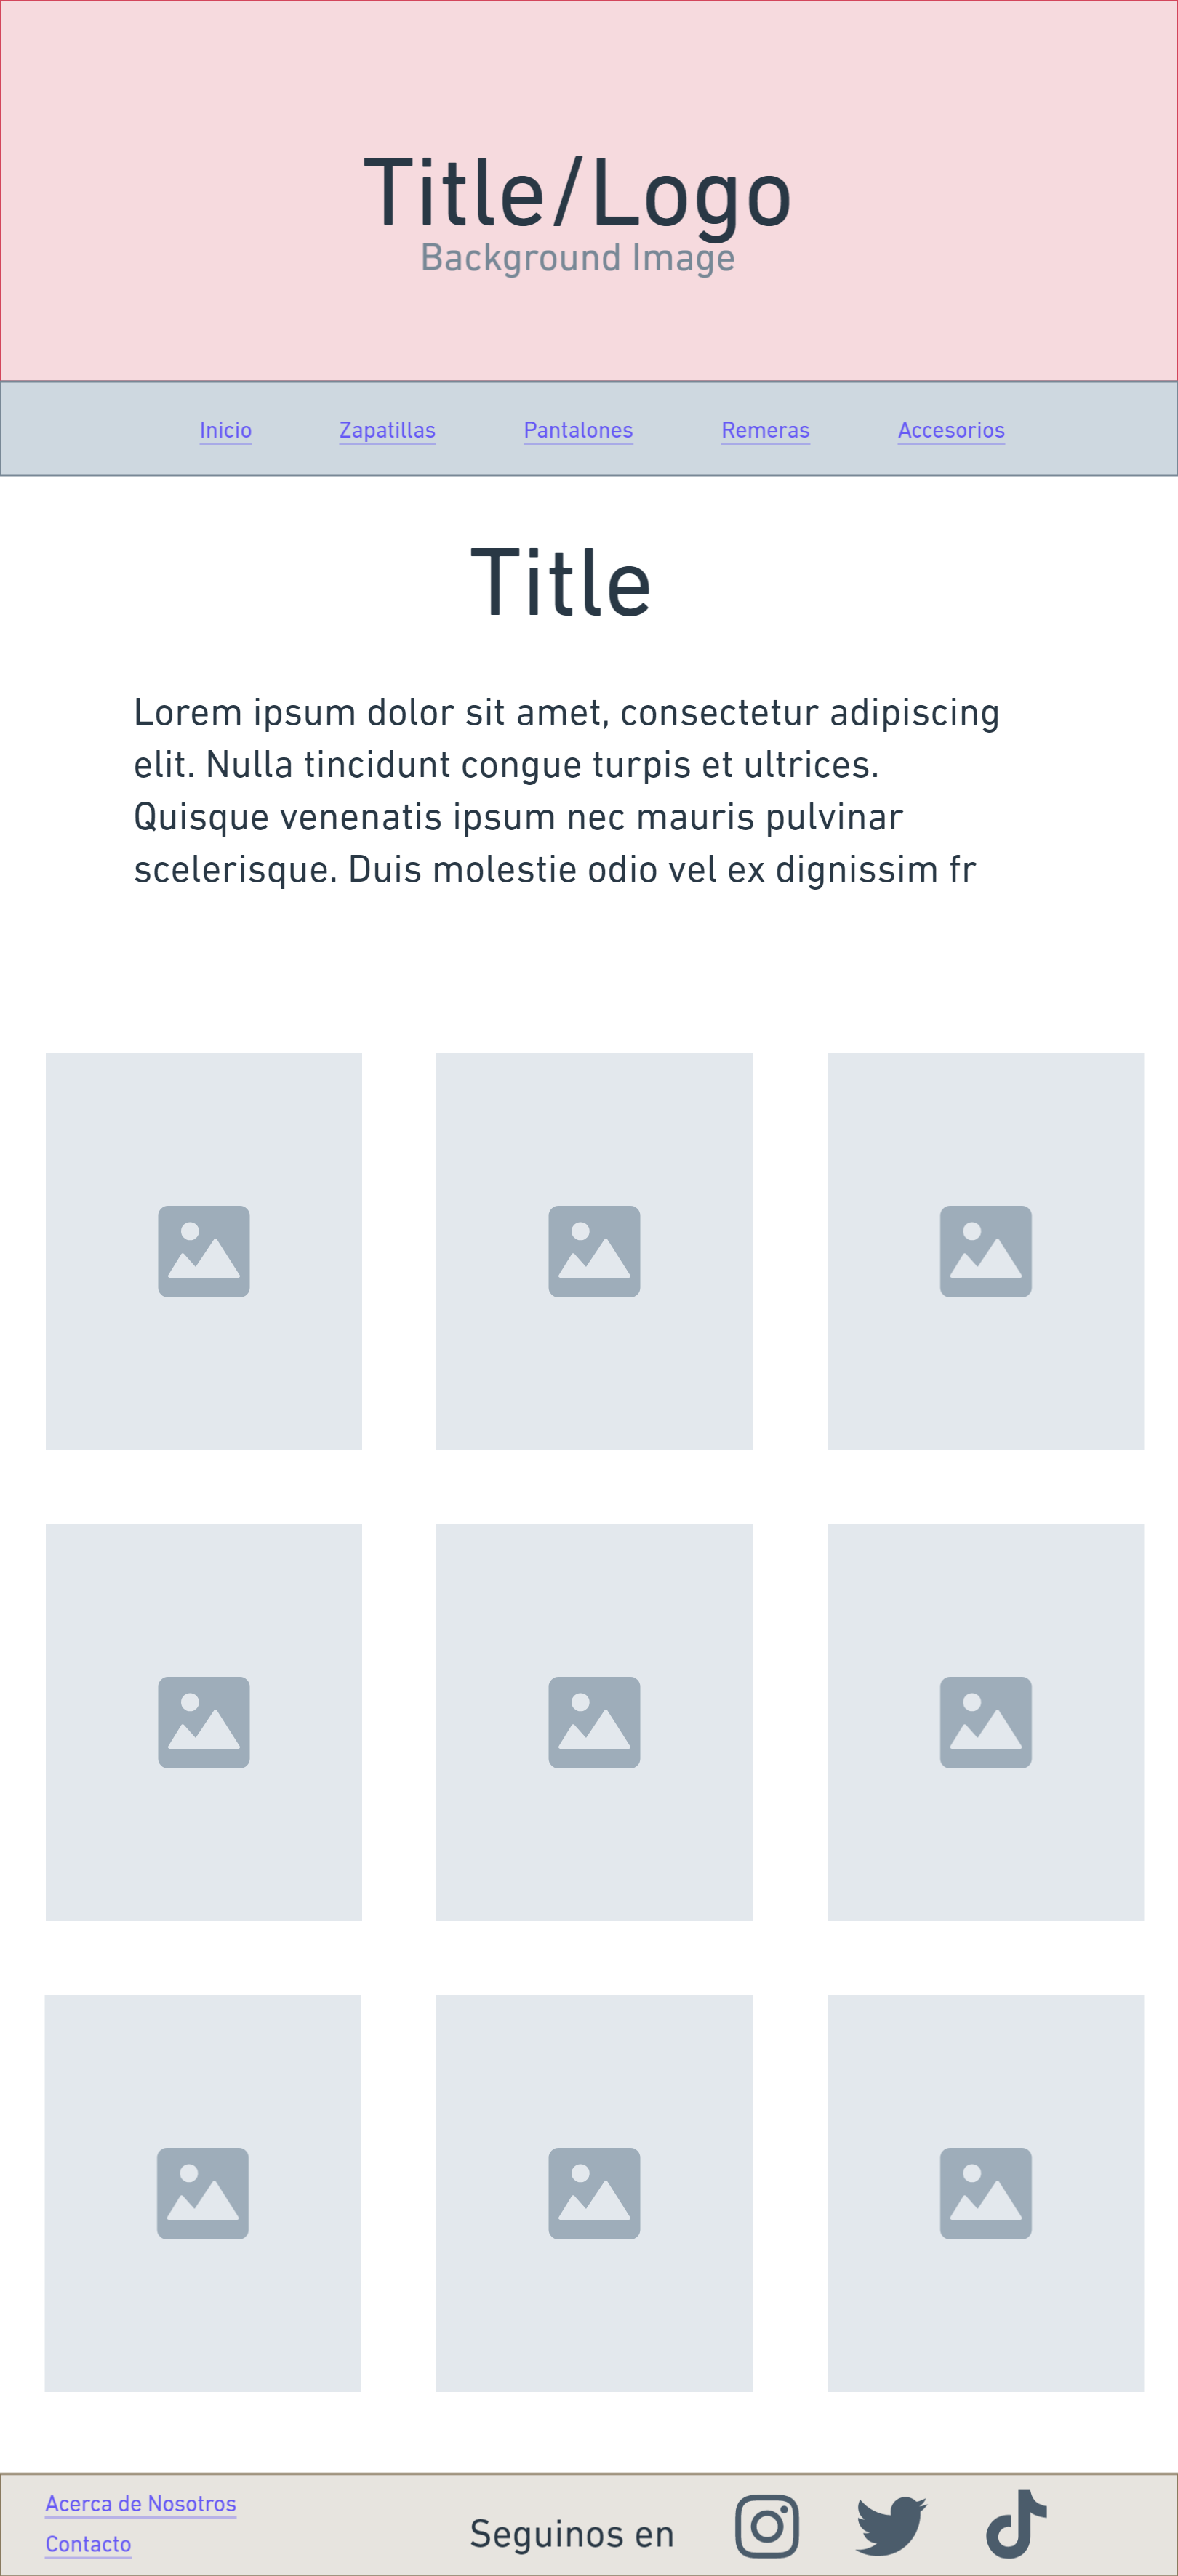 Title/Logo
Background Image
Inicio Zapatillas Pantalones Remeras Accesorios
Title
Lorem ipsum dolor sit amet, consectetur adipiscing
elit. Nulla tincidunt congue turpis et ultrices.
Quisque venenatis ipsum nec mauris pulvinar
scelerisque. Duis molestie odio vel ex dignissim fr
Acerca de Nosotros
Contacto
Seguinos en